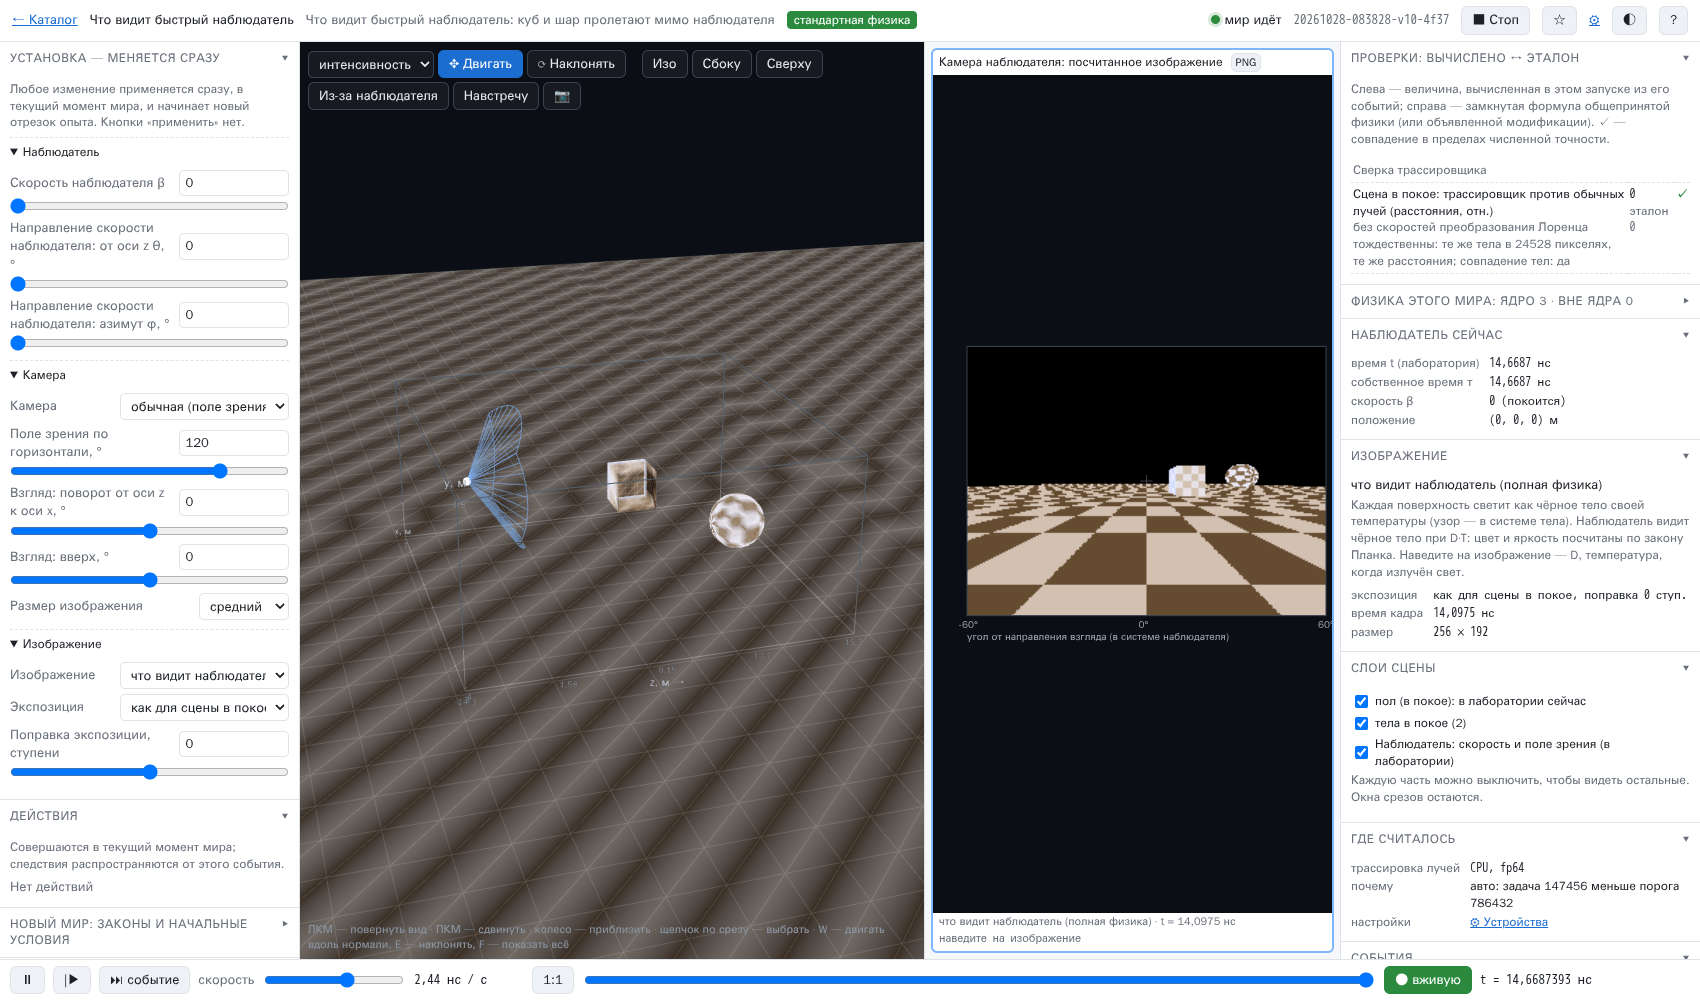 ← Каталог Что видит быстрый наблюдатель Что видит быстрый наблюдатель: куб и шар пролетают мимо наблюдателя стандартная физика мир идёт 20261028-083828-v10-4f37 Стоп ?
УСТАНОВКА — МЕНЯЕТСЯ СРАЗУ
Любое изменение применяется сразу, в
текущий момент мира, и начинает новый
отрезок опыта. Кнопки «применить» нет.
Наблюдатель
Скорость наблюдателя β 0
Направление скорости
наблюдателя: от оси z θ,
° 0
Направление скорости
наблюдателя: азимут φ, ° 0
Камера
Камера обычная (поле зрения
Поле зрения по
горизонтали, ° 120
Взгляд: поворот от оси z
к оси x, ° 0
Взгляд: вверх, ° 0
Размер изображения средний
Изображение
Изображение что видит наблюдател
Экспозиция как для сцены в покое
Поправка экспозиции,
ступени 0
ДЕЙСТВИЯ
Совершаются в текущий момент мира;
следствия распространяются от этого события.
Нет действий
НОВЫЙ МИР: ЗАКОНЫ И НАЧАЛЬНЫЕ
УСЛОВИЯ
интенсивность Двигать Наклонять Изо Сбоку Сверху
Из-за наблюдателя Навстречу
y, м
x, м
z, м
ЛКМ — повернуть вид · ПКМ — сдвинуть · колесо — приблизить · щелчок по срезу — выбрать · W — двигать
вдоль нормали, E — наклонять, F — показать всё
Камера наблюдателя: посчитанное изображение PNG
-60° 0° 60°
угол от направления взгляда (в системе наблюдателя)
что видит наблюдатель (полная физика) · t = 14,0975 нс
наведите на изображение
ПРОВЕРКИ: ВЫЧИСЛЕНО ↔ ЭТАЛОН
Слева — величина, вычисленная в этом запуске из его
событий; справа — замкнутая формула общепринятой
физики (или объявленной модификации). ✓ —
совпадение в пределах численной точности.
Сверка трассировщика
Сцена в покое: трассировщик против обычных 0 ✓
лучей (расстояния, отн.) эталон
без скоростей преобразования Лоренца 0
тождественны: те же тела в 24528 пикселях,
те же расстояния; совпадение тел: да
ФИЗИКА ЭТОГО МИРА: ЯДРО 3 · ВНЕ ЯДРА 0
НАБЛЮДАТЕЛЬ СЕЙЧАС
время t (лаборатория) 14,6687 нс
собственное время τ 14,6687 нс
скорость β 0 (покоится)
положение (0, 0, 0) м
ИЗОБРАЖЕНИЕ
что видит наблюдатель (полная физика)
Каждая поверхность светит как чёрное тело своей
температуры (узор — в системе тела). Наблюдатель видит
чёрное тело при D·T: цвет и яркость посчитаны по закону
Планка. Наведите на изображение — D, температура,
когда излучён свет.
экспозиция как для сцены в покое, поправка 0 ступ.
время кадра 14,0975 нс
размер 256 × 192
СЛОИ СЦЕНЫ
пол (в покое): в лаборатории сейчас
тела в покое (2)
Наблюдатель: скорость и поле зрения (в
лаборатории)
Каждую часть можно выключить, чтобы видеть остальные.
Окна срезов остаются.
ГДЕ СЧИТАЛОСЬ
трассировка лучей CPU, fp64
почему авто: задача 147456 меньше порога
786432
настройки ⚙ Устройства
СОБЫТИЯ
событие скорость 2,44 нс / с 1:1 вживую t = 14,6687393 нс